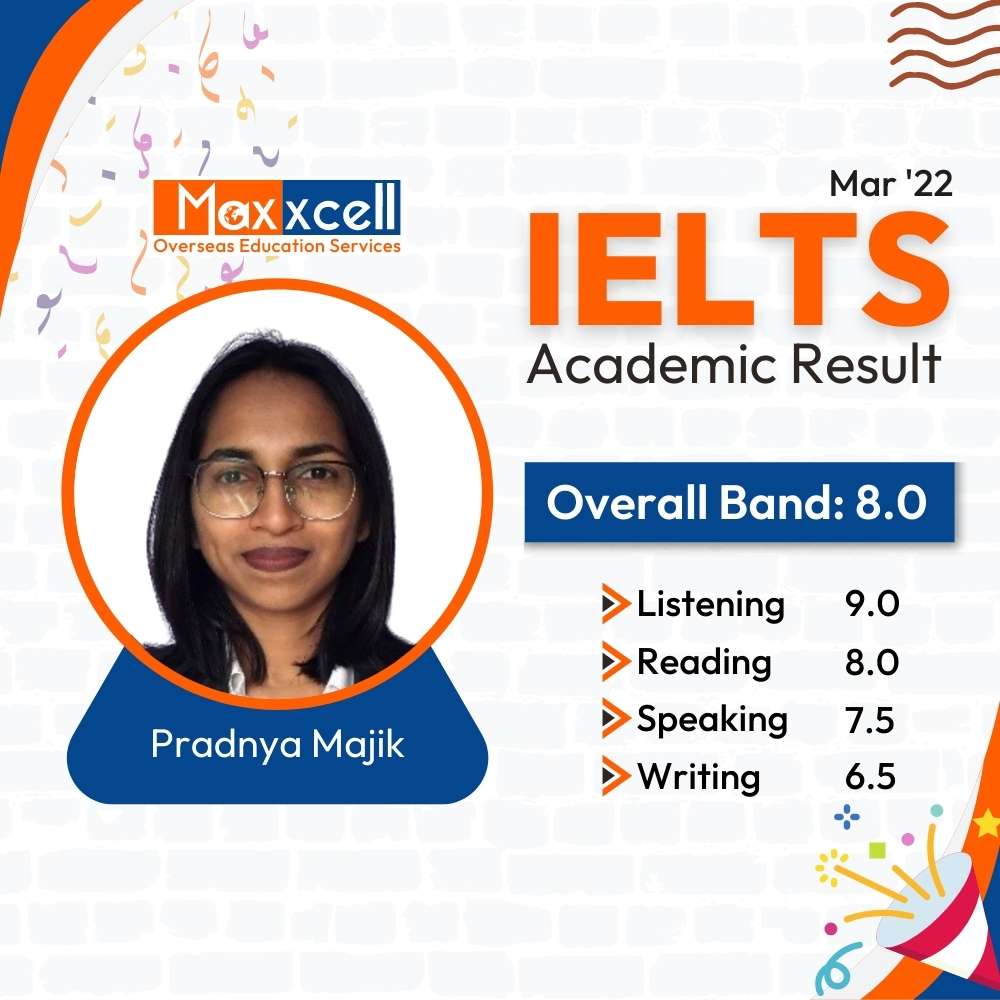 Maxxcell
Overseas Education Services
Mar '22
IELTS
Academic Result
Overall Band: 8.0
Listening 9.0
Reading 8.0
Speaking 7.5
Writing 6.5
Pradnya Majik